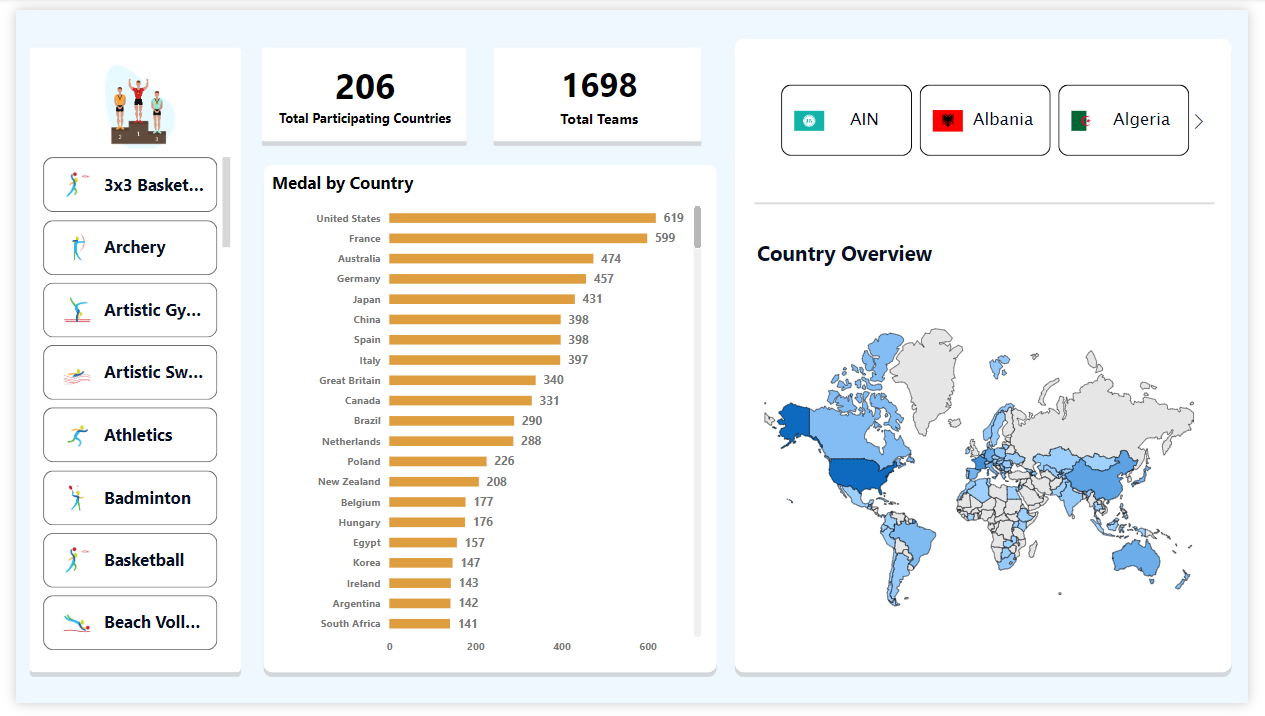 206
Total Participating Countries
1698
Total Teams
AIN
Albania
Algeria
2 1 3
3x3 Basket...
Archery
Artistic Gy...
Artistic Sw...
Athletics
Badminton
Basketball
Beach Voll...
Medal by Country
United States 619
France 599
Australia 474
Germany 457
Japan 431
China 398
Spain 398
Italy 397
Great Britain 340
Canada 331
Brazil 290
Netherlands 288
Poland 226
New Zealand 208
Belgium 177
Hungary 176
Egypt 157
Korea 147
Ireland 143
Argentina 142
South Africa 141
0 200 400 600
Country Overview